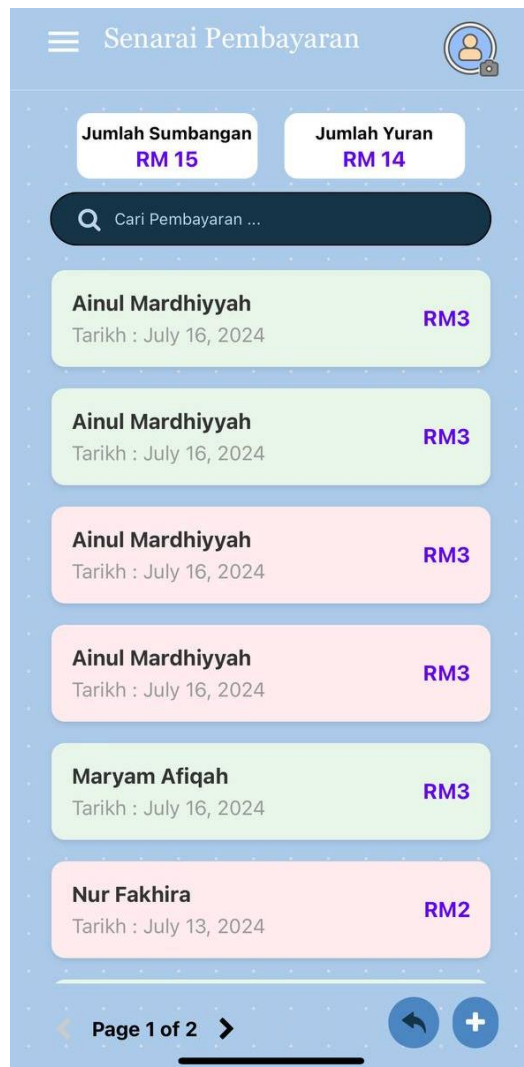 Senarai Pembayaran
Jumlah Sumbangan
RM 15
Jumlah Yuran
RM 14
Cari Pembayaran ...
Ainul Mardhiyyah
Tarikh : July 16, 2024
RM3
Ainul Mardhiyyah
Tarikh : July 16, 2024
RM3
Ainul Mardhiyyah
Tarikh : July 16, 2024
RM3
Ainul Mardhiyyah
Tarikh : July 16, 2024
RM3
Maryam Afiqah
Tarikh : July 16, 2024
RM3
Nur Fakhira
Tarikh : July 13, 2024
RM2
Page 1 of 2